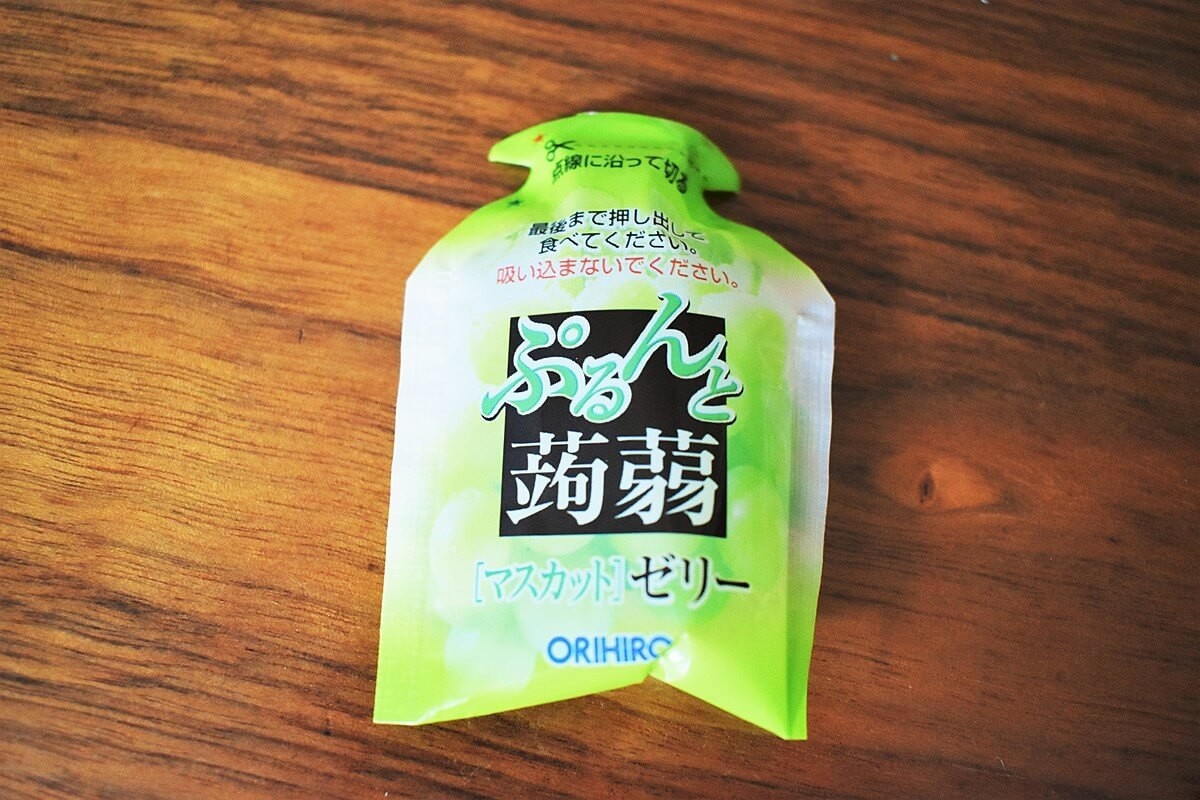 点線に沿って切る
最後まで押し出して
食べてください。
吸い込まないでください。
ぷるんと
蒟蒻
[マスカット]ゼリー
ORIHIRO